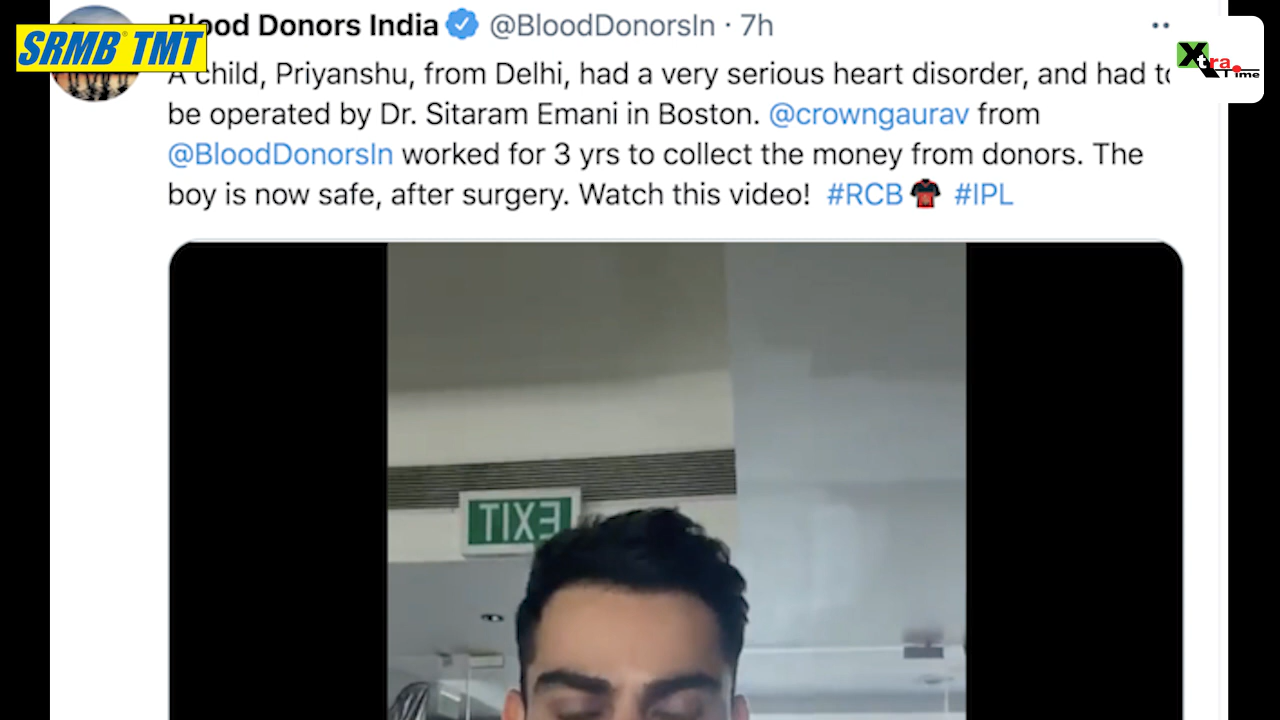 SRMB TMT
Blood Donors India @BloodDonorsIn · 7h
Xtra Time
A child, Priyanshu, from Delhi, had a very serious heart disorder, and had to
be operated by Dr. Sitaram Emani in Boston. @crowngaurav from
@BloodDonorsIn worked for 3 yrs to collect the money from donors. The
boy is now safe, after surgery. Watch this video! #RCB #IPL
EXIT